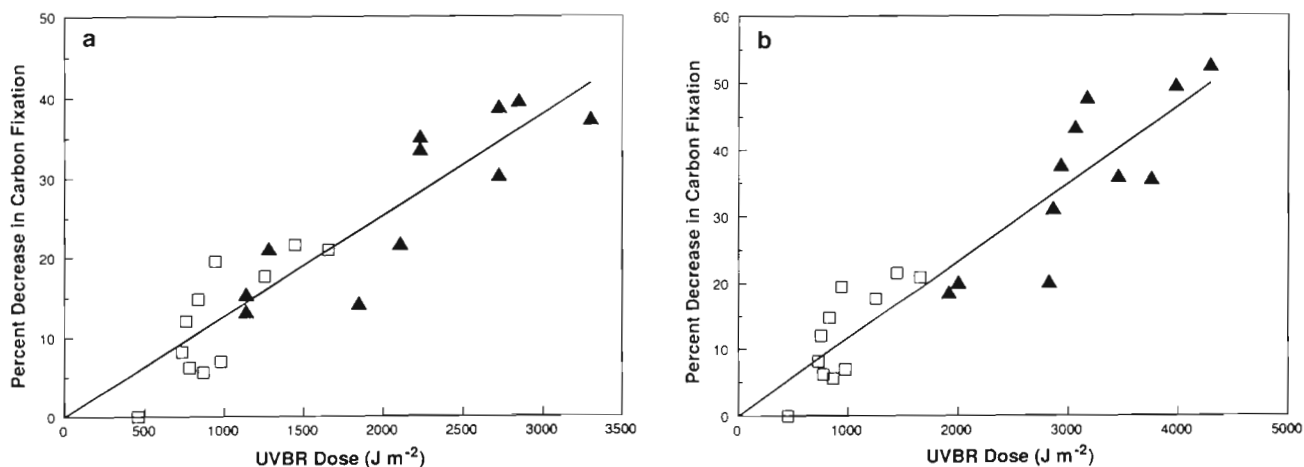 a
50
40
30
20
10
0
Percent Decrease in Carbon Fixation
0 500 1000 1500 2000 2500 3000 3500
UVBR Dose (J m⁻²)
b
60
50
40
30
20
10
0
Percent Decrease in Carbon Fixation
0 1000 2000 3000 4000 5000
UVBR Dose (J m⁻²)